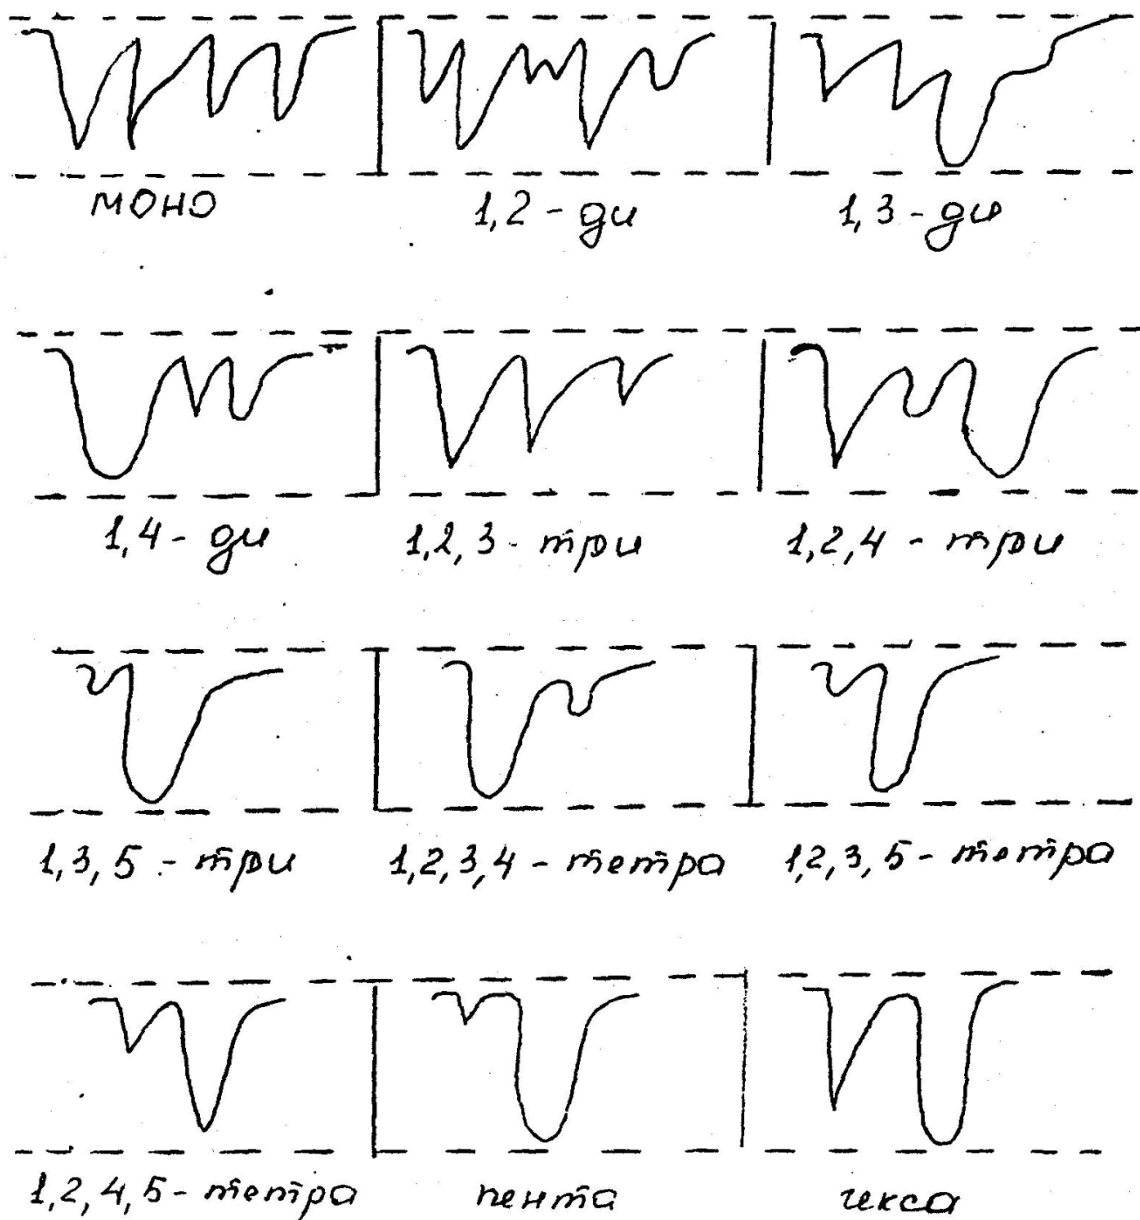 моно 1,2 - ди 1,3 - ди
1,4 - ди 1,2,3 - три 1,2,4 - три
1,3,5 - три 1,2,3,4 - тетра 1,2,3,5 - тетра
1,2,4,5 - тетра пента гекса